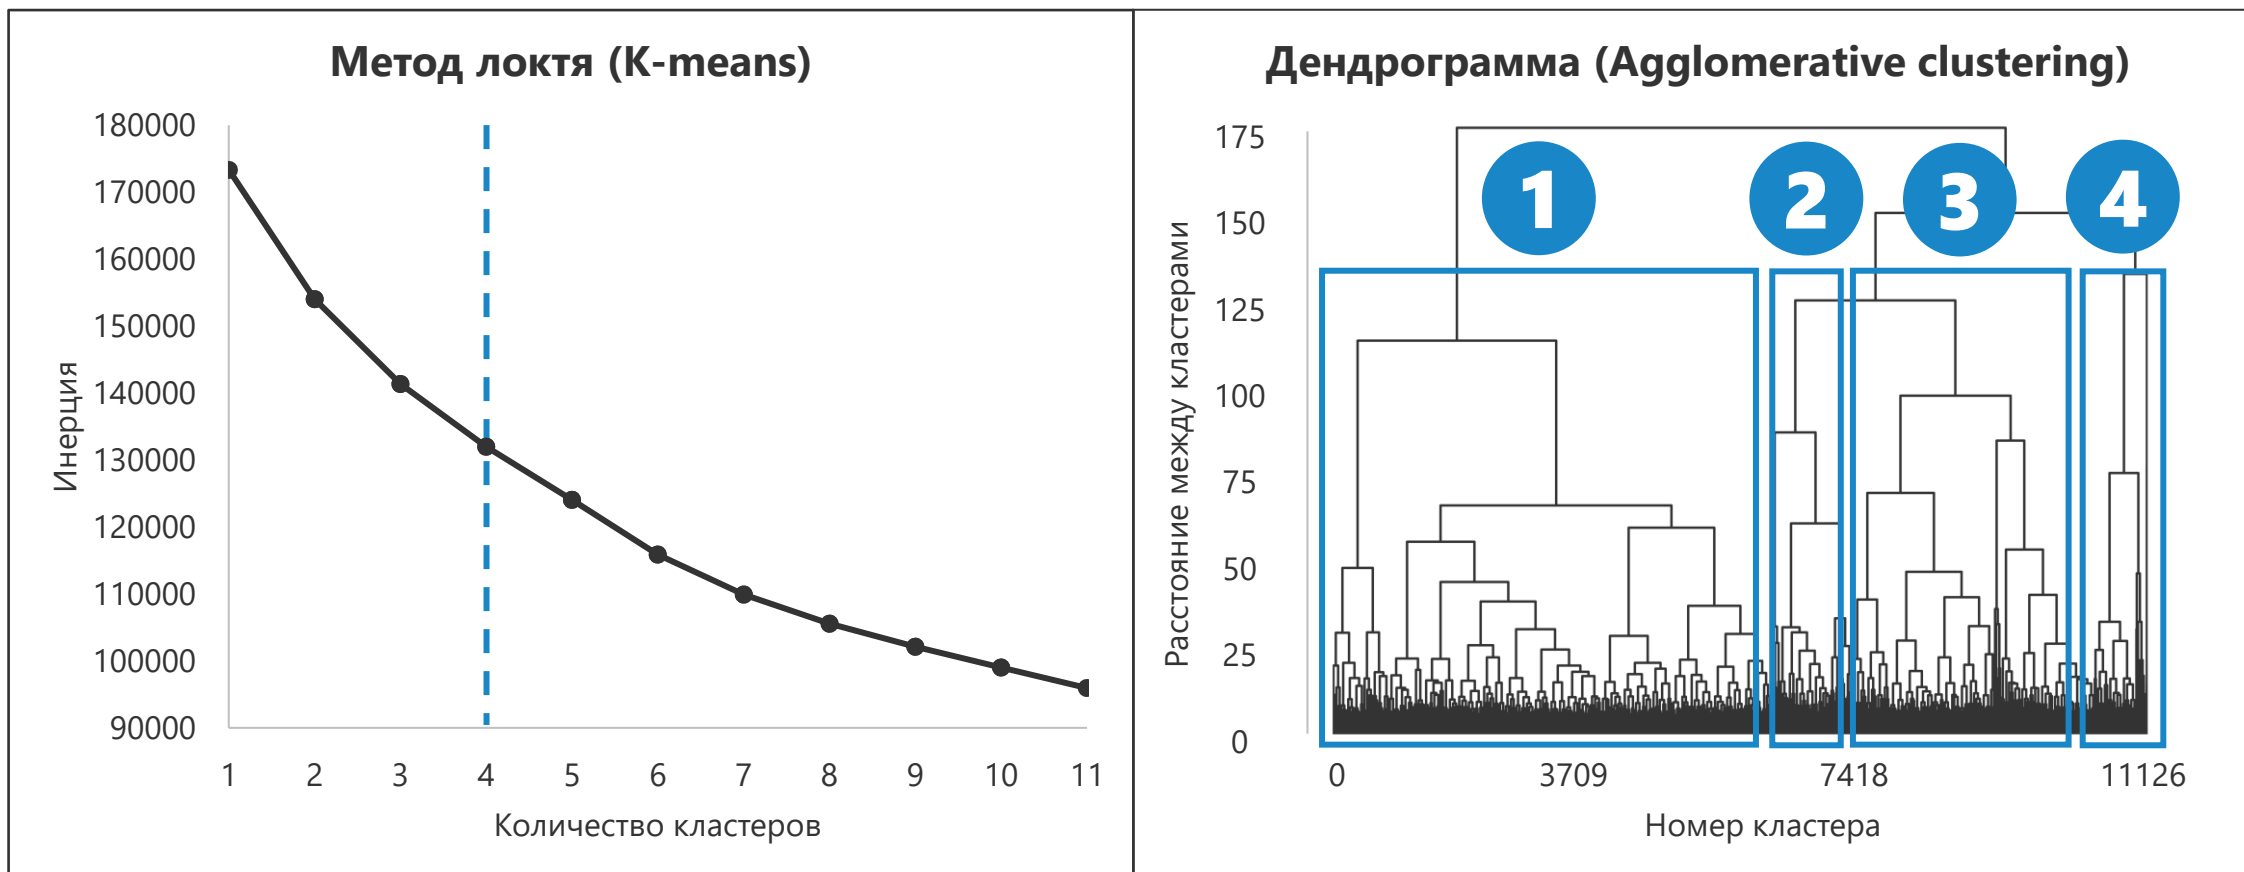 Метод локтя (K-means)
180000
170000
160000
150000
140000
130000
120000
110000
100000
90000
Инерция
1 2 3 4 5 6 7 8 9 10 11
Количество кластеров
Дендрограмма (Agglomerative clustering)
175
150
125
100
75
50
25
0
Расстояние между кластерами
1 2 3 4
0 3709 7418 11126
Номер кластера